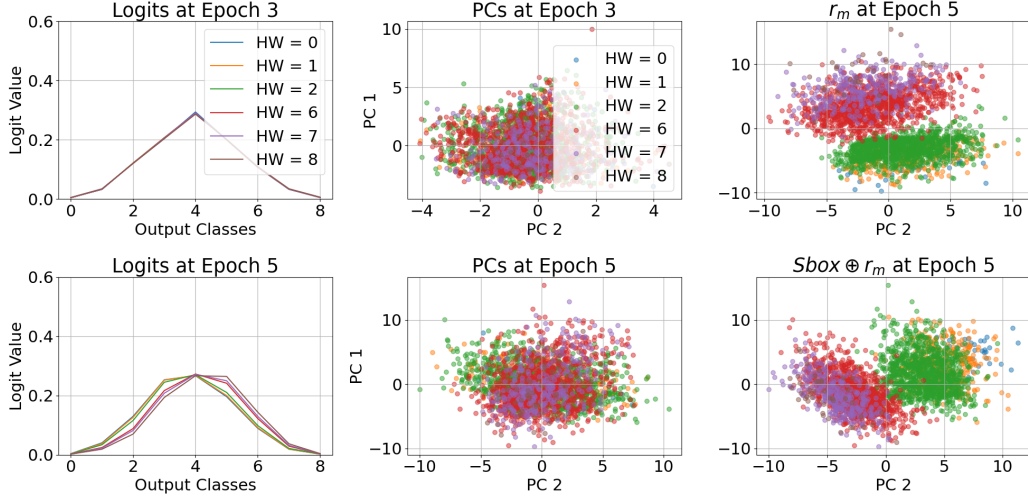 Logits at Epoch 3
0.6
0.4
0.2
0.0
Logit Value
HW = 0
HW = 1
HW = 2
HW = 6
HW = 7
HW = 8
0 2 4 6 8
Output Classes
PCs at Epoch 3
10
5
0
PC 1
HW = 0
HW = 1
HW = 2
HW = 6
HW = 7
HW = 8
−4 −2 0 2 4
PC 2
$r_m$ at Epoch 5
10
0
−10
−10 −5 0 5 10
PC 2
Logits at Epoch 5
0.6
0.4
0.2
0.0
Logit Value
0 2 4 6 8
Output Classes
PCs at Epoch 5
10
0
−10
PC 1
−10 −5 0 5 10
PC 2
$Sbox \oplus r_m$ at Epoch 5
10
0
−10
−10 −5 0 5 10
PC 2